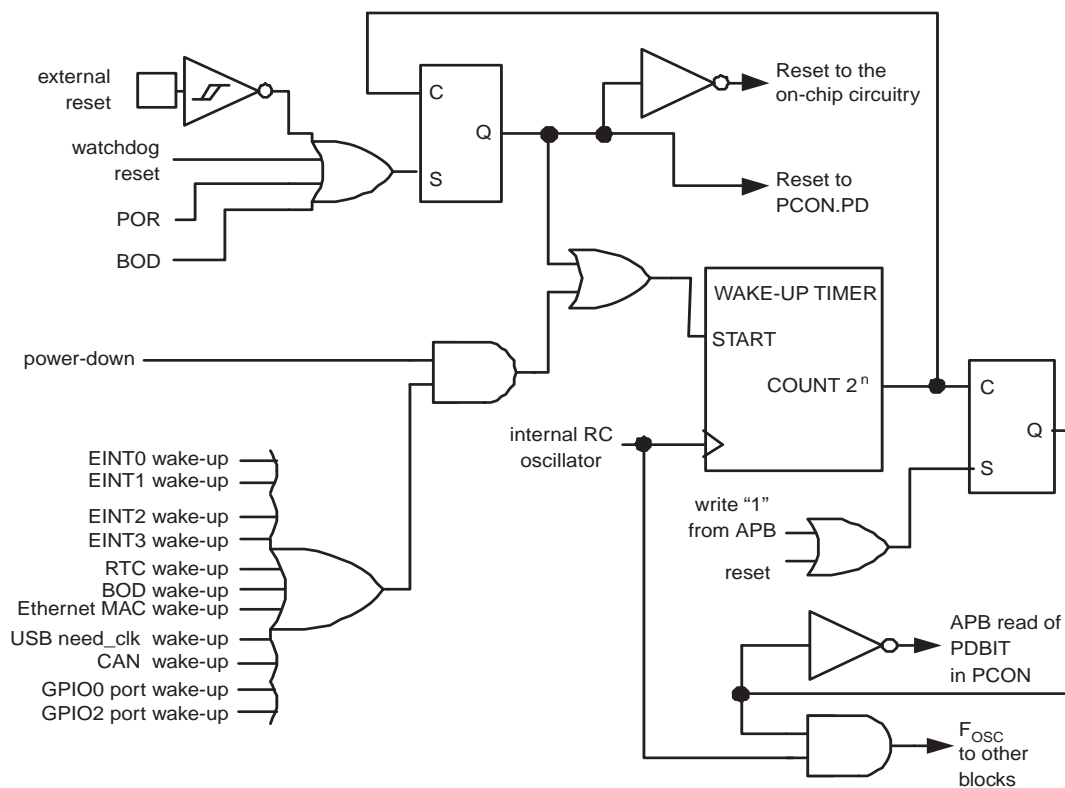 external
reset
watchdog
reset
POR
BOD
C
Q
S
Reset to the
on-chip circuitry
Reset to
PCON.PD
power-down
WAKE-UP TIMER
START
COUNT 2ⁿ
internal RC
oscillator
C
Q
S
EINT0 wake-up
EINT1 wake-up
EINT2 wake-up
EINT3 wake-up
RTC wake-up
BOD wake-up
Ethernet MAC wake-up
USB need_clk wake-up
CAN wake-up
GPIO0 port wake-up
GPIO2 port wake-up
write “1”
from APB
reset
APB read of
PDBIT
in PCON
FOSC
to other
blocks